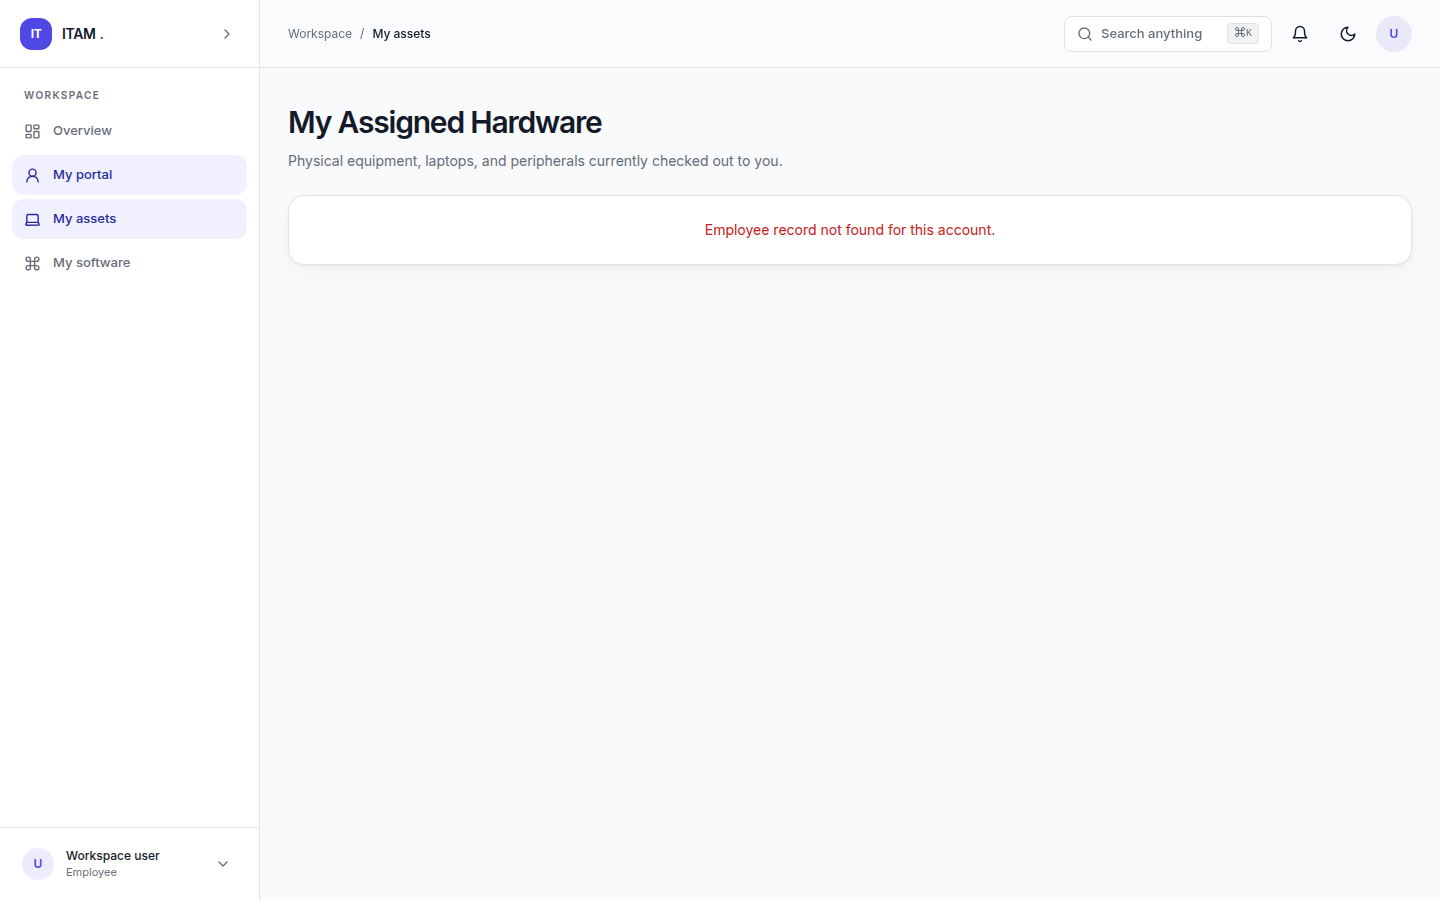 IT
ITAM .
WORKSPACE
Overview
My portal
My assets
My software
U
Workspace user
Employee
Workspace / My assets
Search anything
⌘K
U
My Assigned Hardware
Physical equipment, laptops, and peripherals currently checked out to you.
Employee record not found for this account.